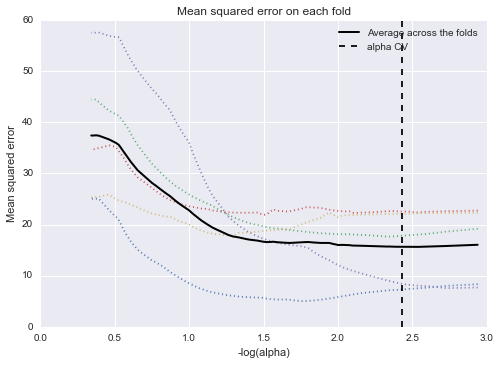 Mean squared error on each fold
Average across the folds
alpha CV
60
50
40
30
20
10
0
Mean squared error
0.0 0.5 1.0 1.5 2.0 2.5 3.0
-log(alpha)